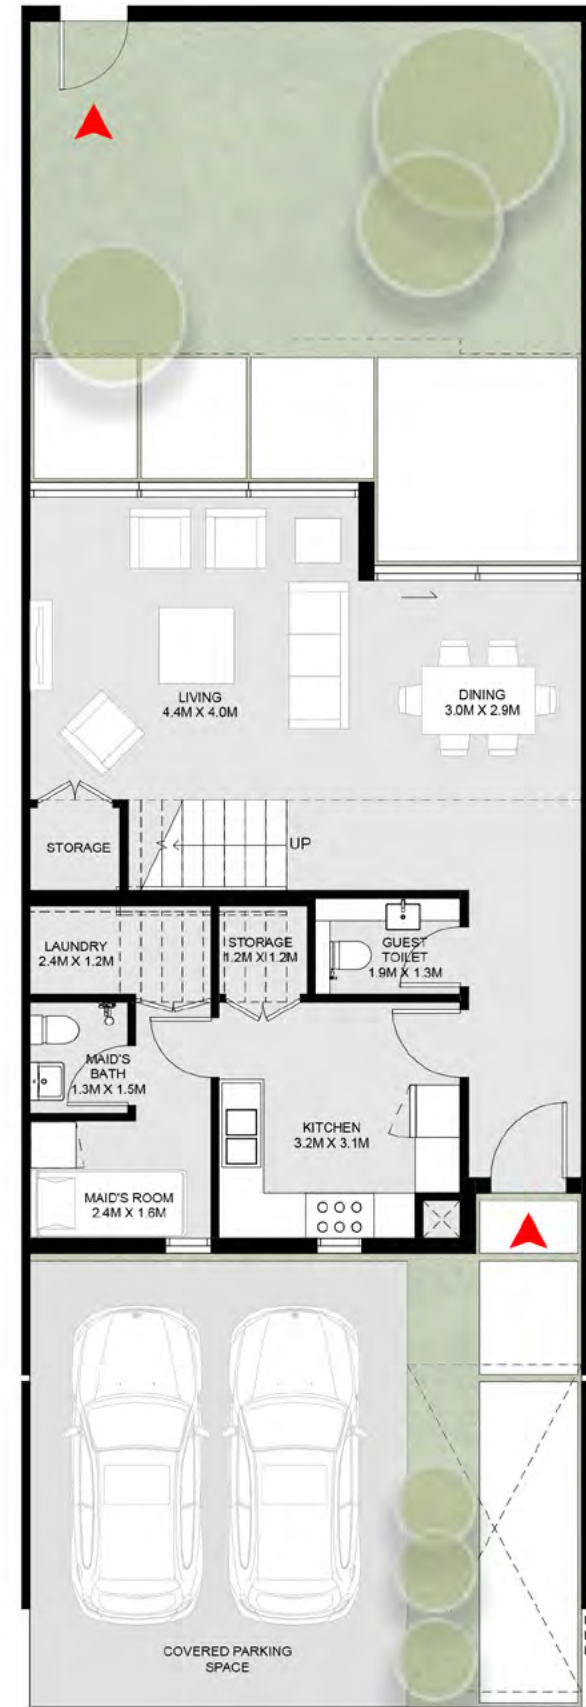 LIVING
4.4M X 4.0M
DINING
3.0M X 2.9M
STORAGE
UP
LAUNDRY
2.4M X 1.2M
STORAGE
1.2M X 1.2M
GUEST
TOILET
1.9M X 1.3M
MAID'S
BATH
1.3M X 1.5M
KITCHEN
3.2M X 3.1M
MAID'S ROOM
2.4M X 1.6M
COVERED PARKING
SPACE